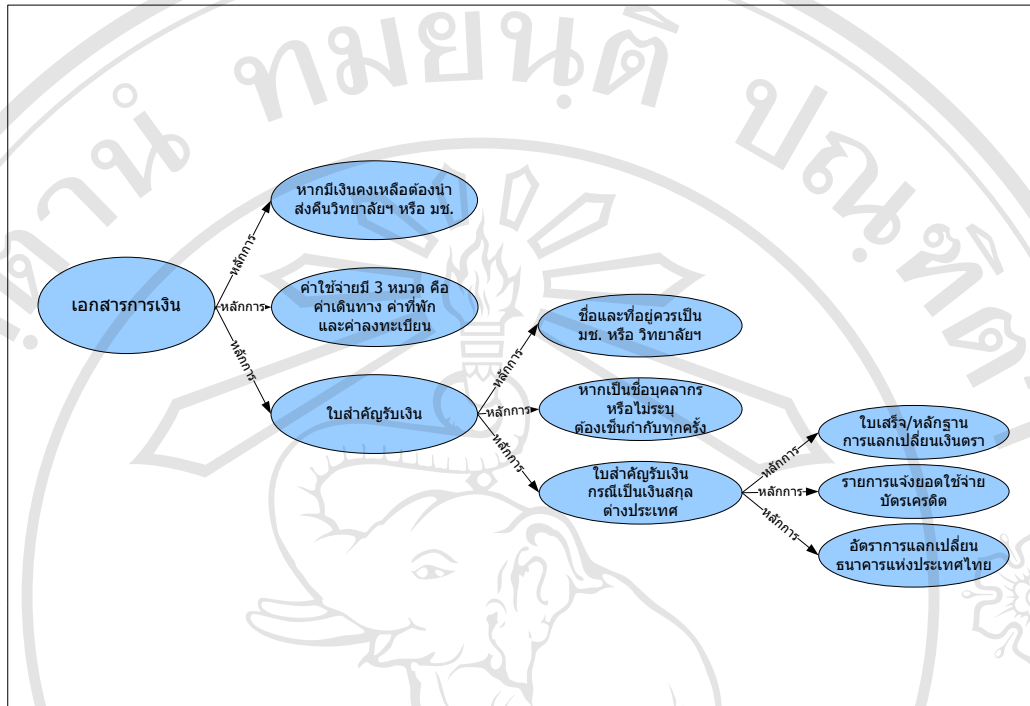 ทมยนฺติ ปณฺฑิ
หากมีเงินคงเหลือต้องนำ
ส่งคืนวิทยาลัยฯ หรือ มช.
หลักการ
เอกสารการเงิน
หลักการ
ค่าใช้จ่ายมี 3 หมวด คือ
ค่าเดินทาง ค่าที่พัก
และค่าลงทะเบียน
หลักการ
ใบสำคัญรับเงิน
หลักการ
ชื่อและที่อยู่ควรเป็น
มช. หรือ วิทยาลัยฯ
หลักการ
หากเป็นชื่อบุคลากร
หรือไม่ระบุ
ต้องเซ็นกำกับทุกครั้ง
หลักการ
ใบสำคัญรับเงิน
กรณีเป็นเงินสกุล
ต่างประเทศ
หลักการ
ใบเสร็จ/หลักฐาน
การแลกเปลี่ยนเงินตรา
หลักการ
รายการแจ้งยอดใช้จ่าย
บัตรเครดิต
หลักการ
อัตราการแลกเปลี่ยน
ธนาคารแห่งประเทศไทย